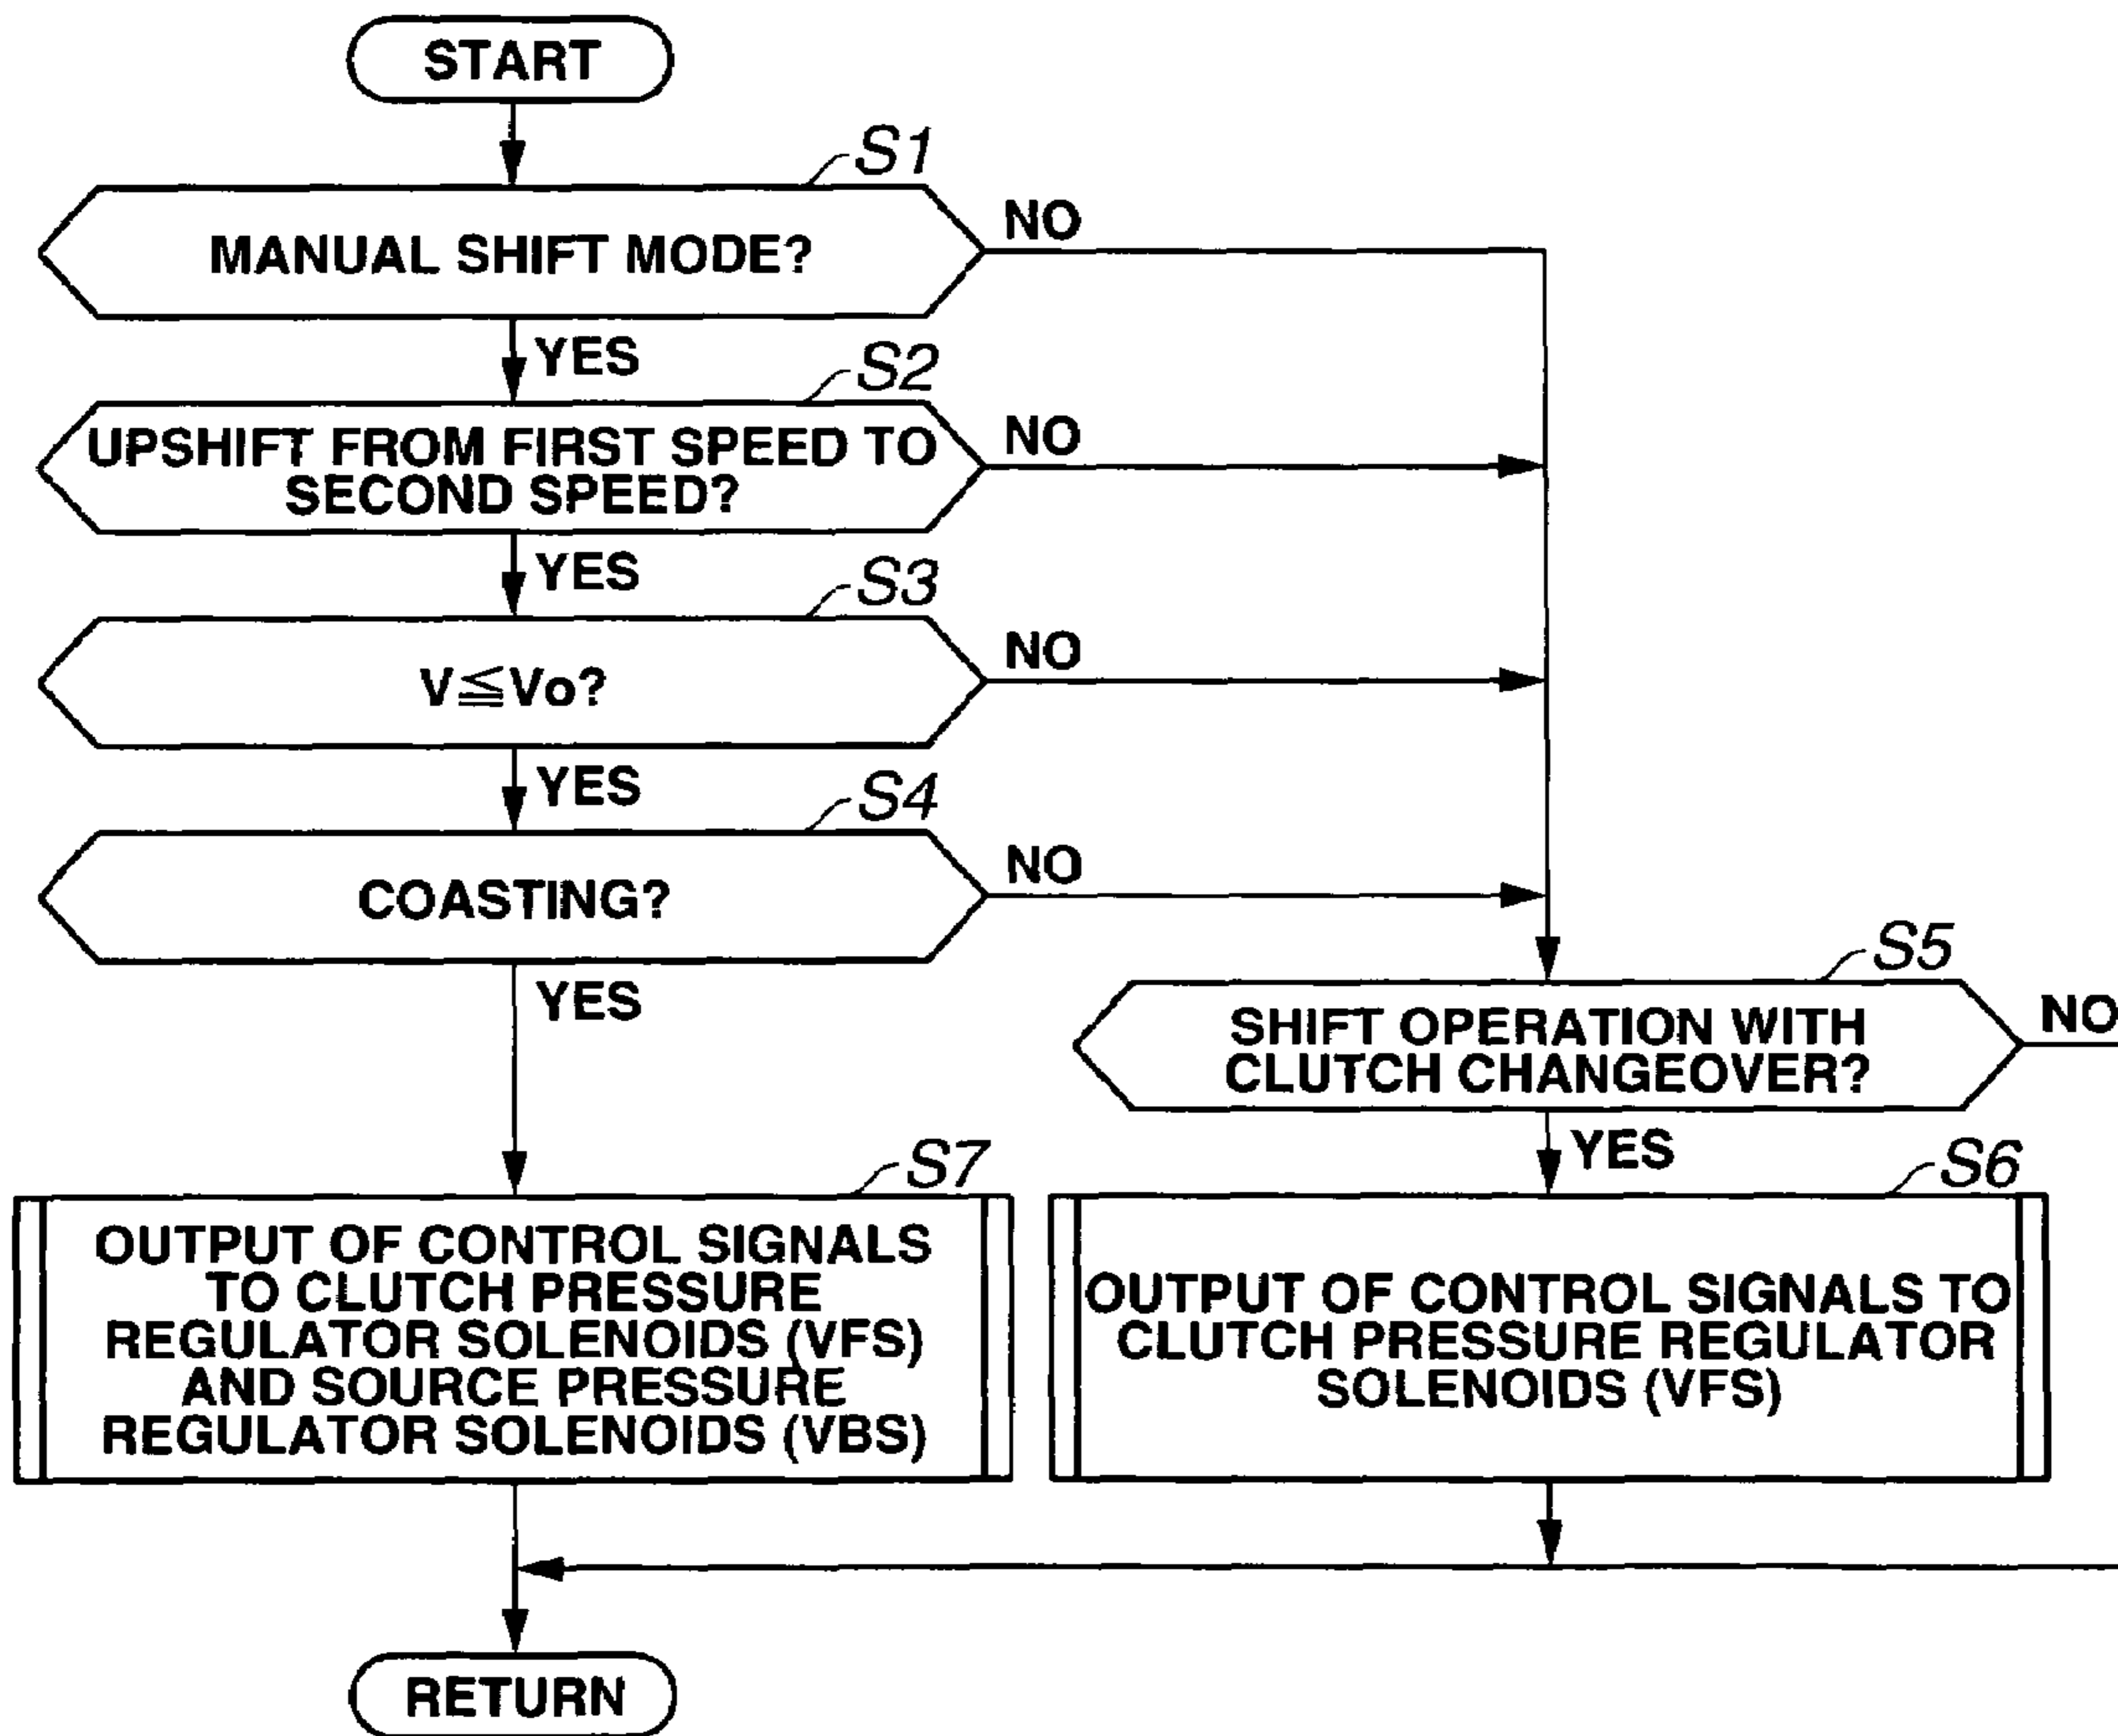 START
S1
MANUAL SHIFT MODE?
NO
YES
S2
UPSHIFT FROM FIRST SPEED TO
SECOND SPEED?
NO
YES
S3
V≦Vo?
NO
YES
S4
COASTING?
NO
YES
S5
SHIFT OPERATION WITH
CLUTCH CHANGEOVER?
NO
YES
S7
OUTPUT OF CONTROL SIGNALS
TO CLUTCH PRESSURE
REGULATOR SOLENOIDS (VFS)
AND SOURCE PRESSURE
REGULATOR SOLENOIDS (VBS)
S6
OUTPUT OF CONTROL SIGNALS TO
CLUTCH PRESSURE REGULATOR
SOLENOIDS (VFS)
RETURN